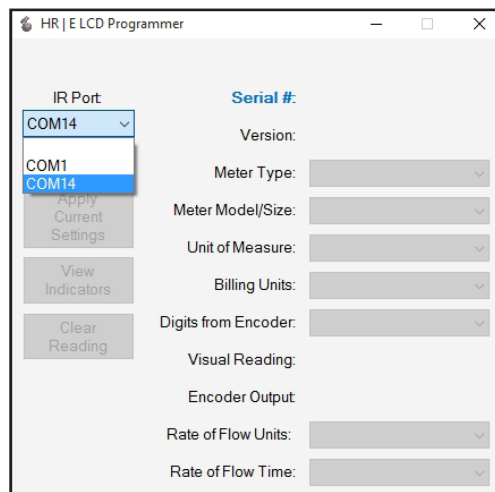 HR | E LCD Programmer
IR Port:
COM14
COM1
COM14
Apply
Current
Settings
View
Indicators
Clear
Reading
Serial #:
Version:
Meter Type:
Meter Model/Size:
Unit of Measure:
Billing Units:
Digits from Encoder:
Visual Reading:
Encoder Output:
Rate of Flow Units:
Rate of Flow Time: